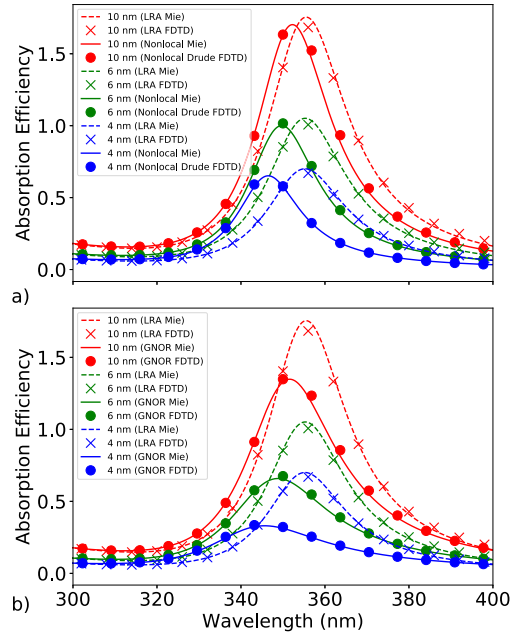 10 nm (LRA Mie)
10 nm (LRA FDTD)
10 nm (Nonlocal Mie)
10 nm (Nonlocal Drude FDTD)
6 nm (LRA Mie)
6 nm (LRA FDTD)
6 nm (Nonlocal Mie)
6 nm (Nonlocal Drude FDTD)
4 nm (LRA Mie)
4 nm (LRA FDTD)
4 nm (Nonlocal Mie)
4 nm (Nonlocal Drude FDTD)
Absorption Efficiency
1.5
1.0
0.5
0.0
a)
10 nm (LRA Mie)
10 nm (LRA FDTD)
10 nm (GNOR Mie)
10 nm (GNOR FDTD)
6 nm (LRA Mie)
6 nm (LRA FDTD)
6 nm (GNOR Mie)
6 nm (GNOR FDTD)
4 nm (LRA Mie)
4 nm (LRA FDTD)
4 nm (GNOR Mie)
4 nm (GNOR FDTD)
Absorption Efficiency
1.5
1.0
0.5
0.0
b)
300 320 340 360 380 400
Wavelength (nm)